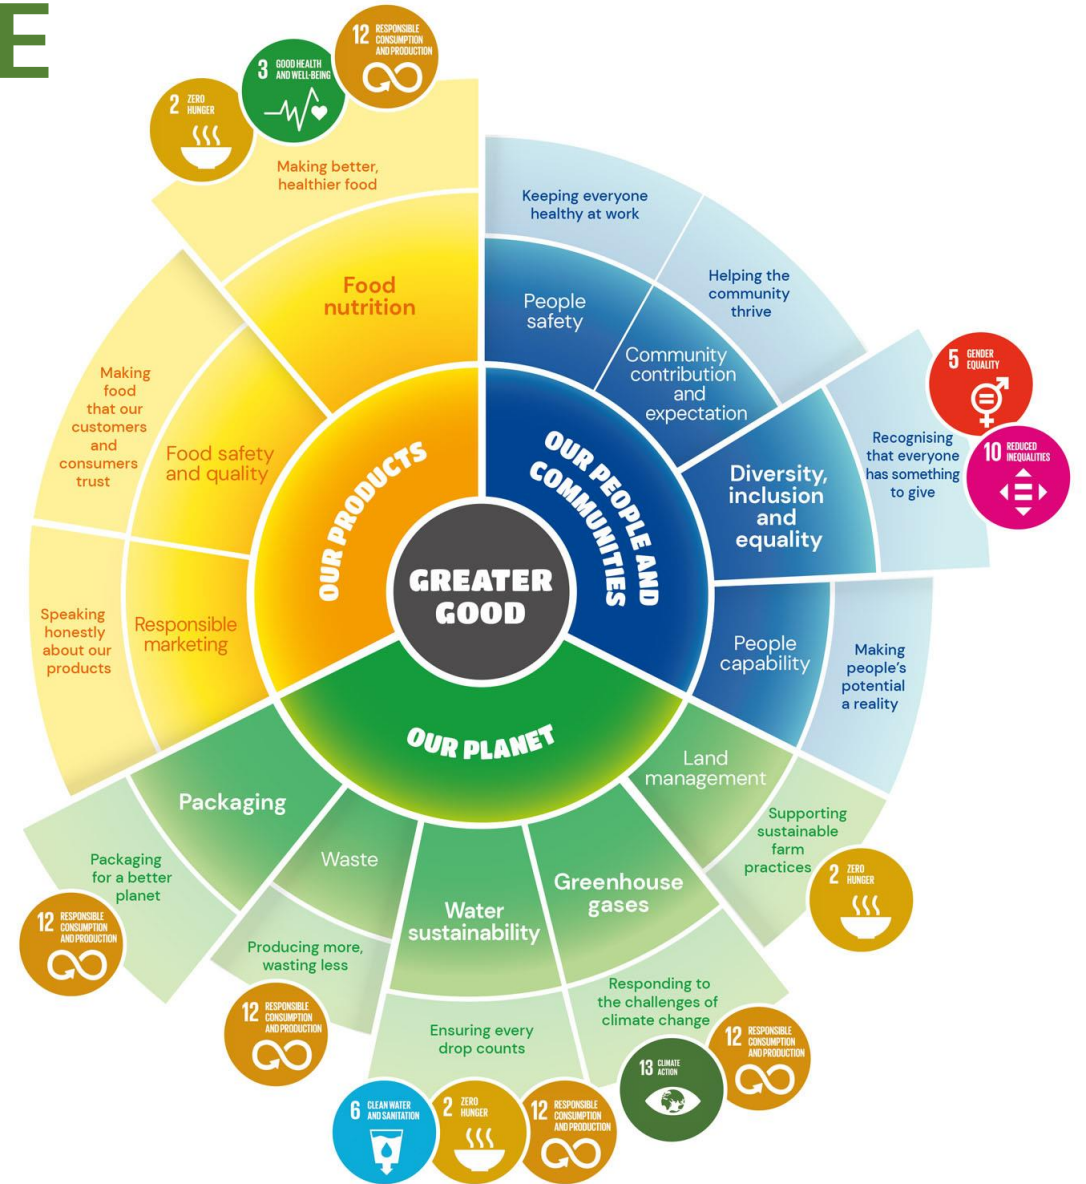 E
12 RESPONSIBLE
CONSUMPTION
AND PRODUCTION
3 GOOD HEALTH
AND WELL-BEING
2 ZERO
HUNGER
Making better,
healthier food
Food
nutrition
Keeping everyone
healthy at work
People
safety
Helping the
community
thrive
Community
contribution
and
expectation
5 GENDER
EQUALITY
10 REDUCED
INEQUALITIES
Recognising
that everyone
has something
to give
Diversity,
inclusion
and
equality
Making
food
that our
customers
and
consumers
trust
Food safety
and quality
OUR PRODUCTS
OUR PEOPLE AND
COMMUNITIES
GREATER
GOOD
Speaking
honestly
about our
products
Responsible
marketing
People
capability
Making
people's
potential
a reality
OUR PLANET
Land
management
Supporting
sustainable
farm
practices
2 ZERO
HUNGER
Packaging
Packaging
for a better
planet
12 RESPONSIBLE
CONSUMPTION
AND PRODUCTION
Waste
Producing more,
wasting less
12 RESPONSIBLE
CONSUMPTION
AND PRODUCTION
Water
sustainability
Ensuring every
drop counts
6 CLEAN WATER
AND SANITATION
2 ZERO
HUNGER
12 RESPONSIBLE
CONSUMPTION
AND PRODUCTION
Greenhouse
gases
Responding to
the challenges of
climate change
13 CLIMATE
ACTION
12 RESPONSIBLE
CONSUMPTION
AND PRODUCTION